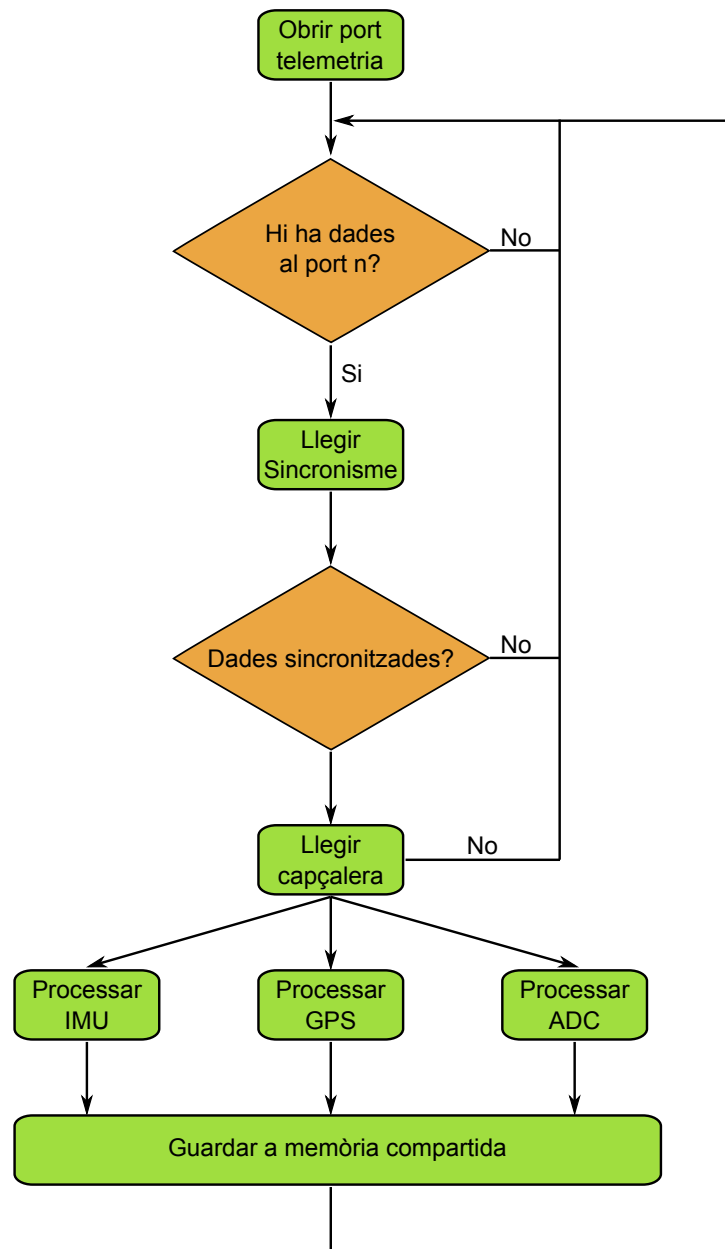 Obrir port
telemetria
Hi ha dades
al port n?
No
Si
Llegir
Sincronisme
Dades sincronitzades?
No
Llegir
capçalera
No
Processar
IMU
Processar
GPS
Processar
ADC
Guardar a memòria compartida